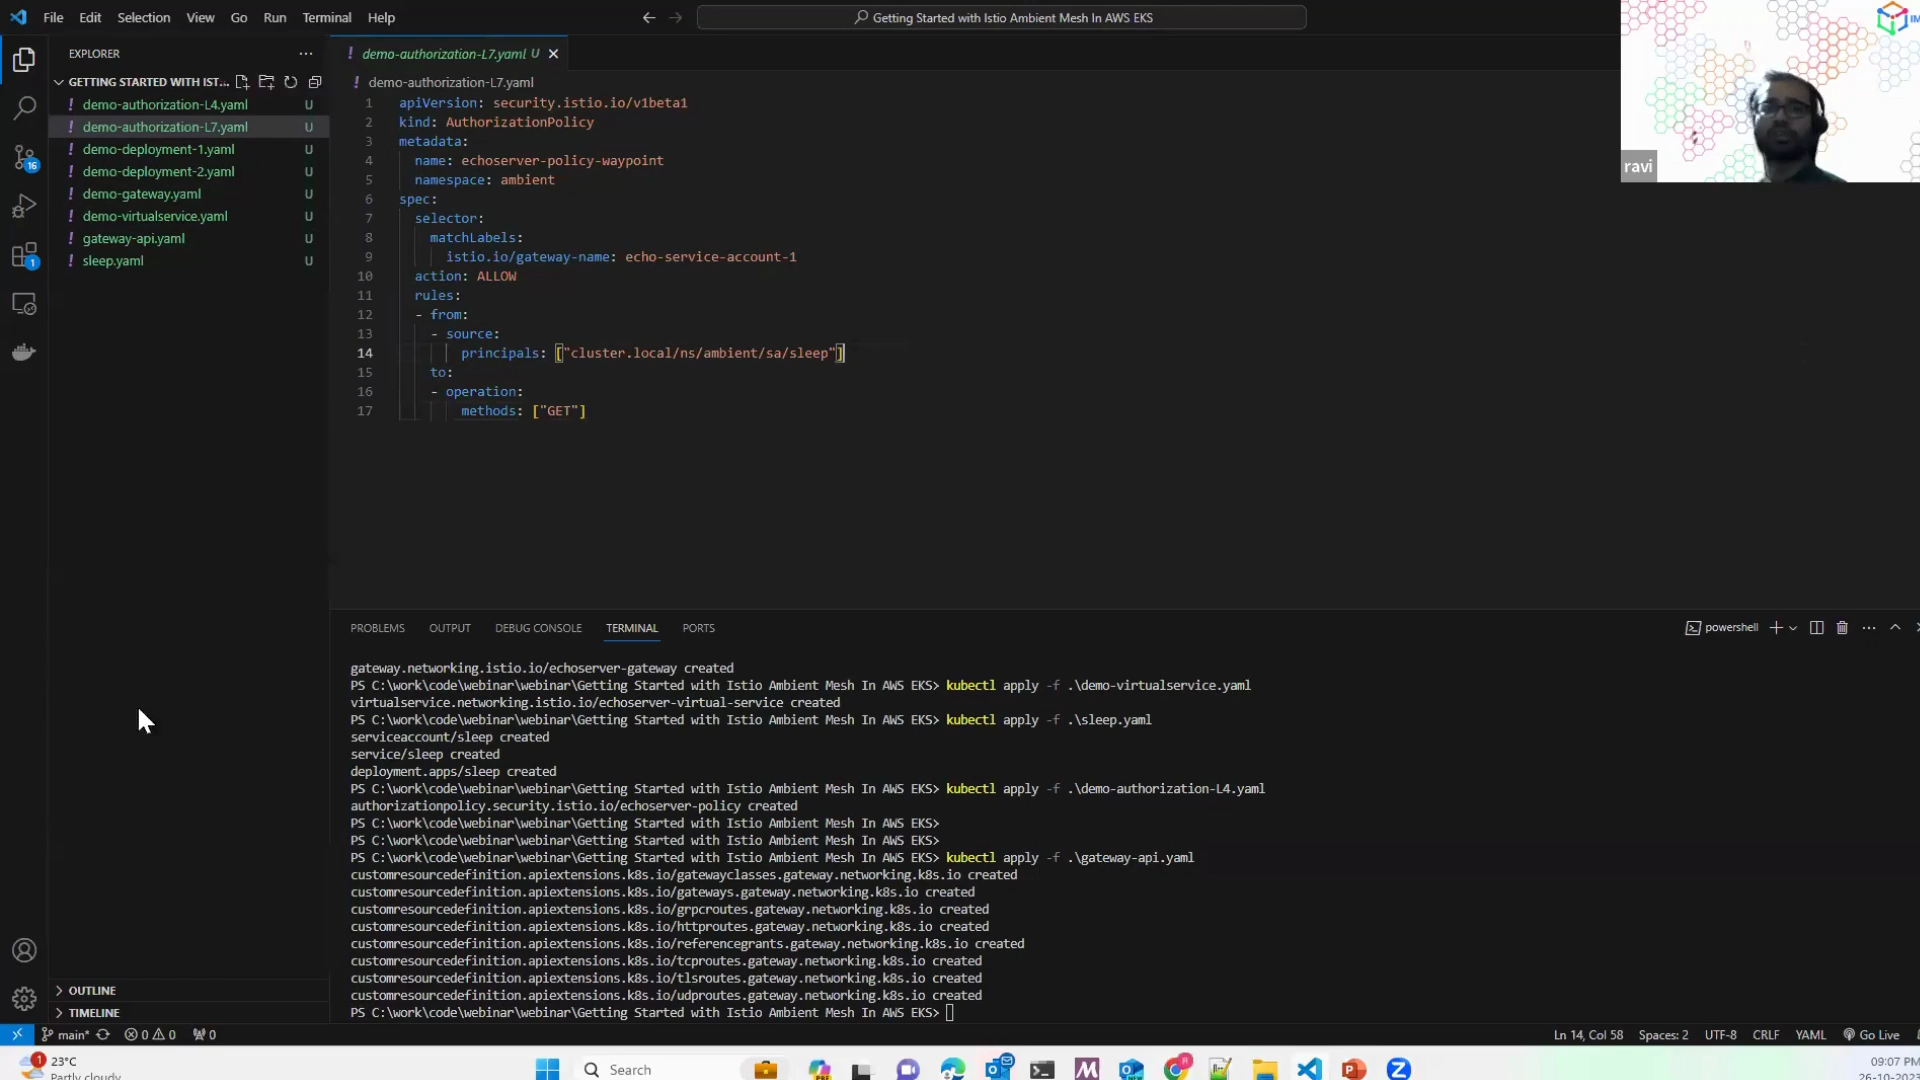 File Edit Selection View Go Run Terminal Help
Getting Started with Istio Ambient Mesh In AWS EKS
EXPLORER
GETTING STARTED WITH IST...
demo-authorization-L4.yaml U
demo-authorization-L7.yaml U
demo-deployment-1.yaml U
demo-deployment-2.yaml U
demo-gateway.yaml U
demo-virtualservice.yaml U
gateway-api.yaml U
sleep.yaml U
16
1
OUTLINE
TIMELINE
demo-authorization-L7.yaml U
demo-authorization-L7.yaml
1 apiVersion: security.istio.io/v1beta1
2 kind: AuthorizationPolicy
3 metadata:
4 name: echoserver-policy-waypoint
5 namespace: ambient
6 spec:
7 selector:
8 matchLabels:
9 istio.io/gateway-name: echo-service-account-1
10 action: ALLOW
11 rules:
12 - from:
13 - source:
14 principals: ["cluster.local/ns/ambient/sa/sleep"]
15 to:
16 - operation:
17 methods: ["GET"]
ravi
IM
PROBLEMS OUTPUT DEBUG CONSOLE TERMINAL PORTS
powershell
gateway.networking.istio.io/echoserver-gateway created
PS C:\work\code\webinar\webinar\Getting Started with Istio Ambient Mesh In AWS EKS> kubectl apply -f .\demo-virtualservice.yaml
virtualservice.networking.istio.io/echoserver-virtual-service created
PS C:\work\code\webinar\webinar\Getting Started with Istio Ambient Mesh In AWS EKS> kubectl apply -f .\sleep.yaml
serviceaccount/sleep created
service/sleep created
deployment.apps/sleep created
PS C:\work\code\webinar\webinar\Getting Started with Istio Ambient Mesh In AWS EKS> kubectl apply -f .\demo-authorization-L4.yaml
authorizationpolicy.security.istio.io/echoserver-policy created
PS C:\work\code\webinar\webinar\Getting Started with Istio Ambient Mesh In AWS EKS>
PS C:\work\code\webinar\webinar\Getting Started with Istio Ambient Mesh In AWS EKS>
PS C:\work\code\webinar\webinar\Getting Started with Istio Ambient Mesh In AWS EKS> kubectl apply -f .\gateway-api.yaml
customresourcedefinition.apiextensions.k8s.io/gatewayclasses.gateway.networking.k8s.io created
customresourcedefinition.apiextensions.k8s.io/gateways.gateway.networking.k8s.io created
customresourcedefinition.apiextensions.k8s.io/grpcroutes.gateway.networking.k8s.io created
customresourcedefinition.apiextensions.k8s.io/httproutes.gateway.networking.k8s.io created
customresourcedefinition.apiextensions.k8s.io/referencegrants.gateway.networking.k8s.io created
customresourcedefinition.apiextensions.k8s.io/tcproutes.gateway.networking.k8s.io created
customresourcedefinition.apiextensions.k8s.io/tlsroutes.gateway.networking.k8s.io created
customresourcedefinition.apiextensions.k8s.io/udproutes.gateway.networking.k8s.io created
PS C:\work\code\webinar\webinar\Getting Started with Istio Ambient Mesh In AWS EKS>
main* 0 0 0 Ln 14, Col 58 Spaces: 2 UTF-8 CRLF YAML Go Live
1 23°C
Partly cloudy
Search
09:07 PM
26-10-2023